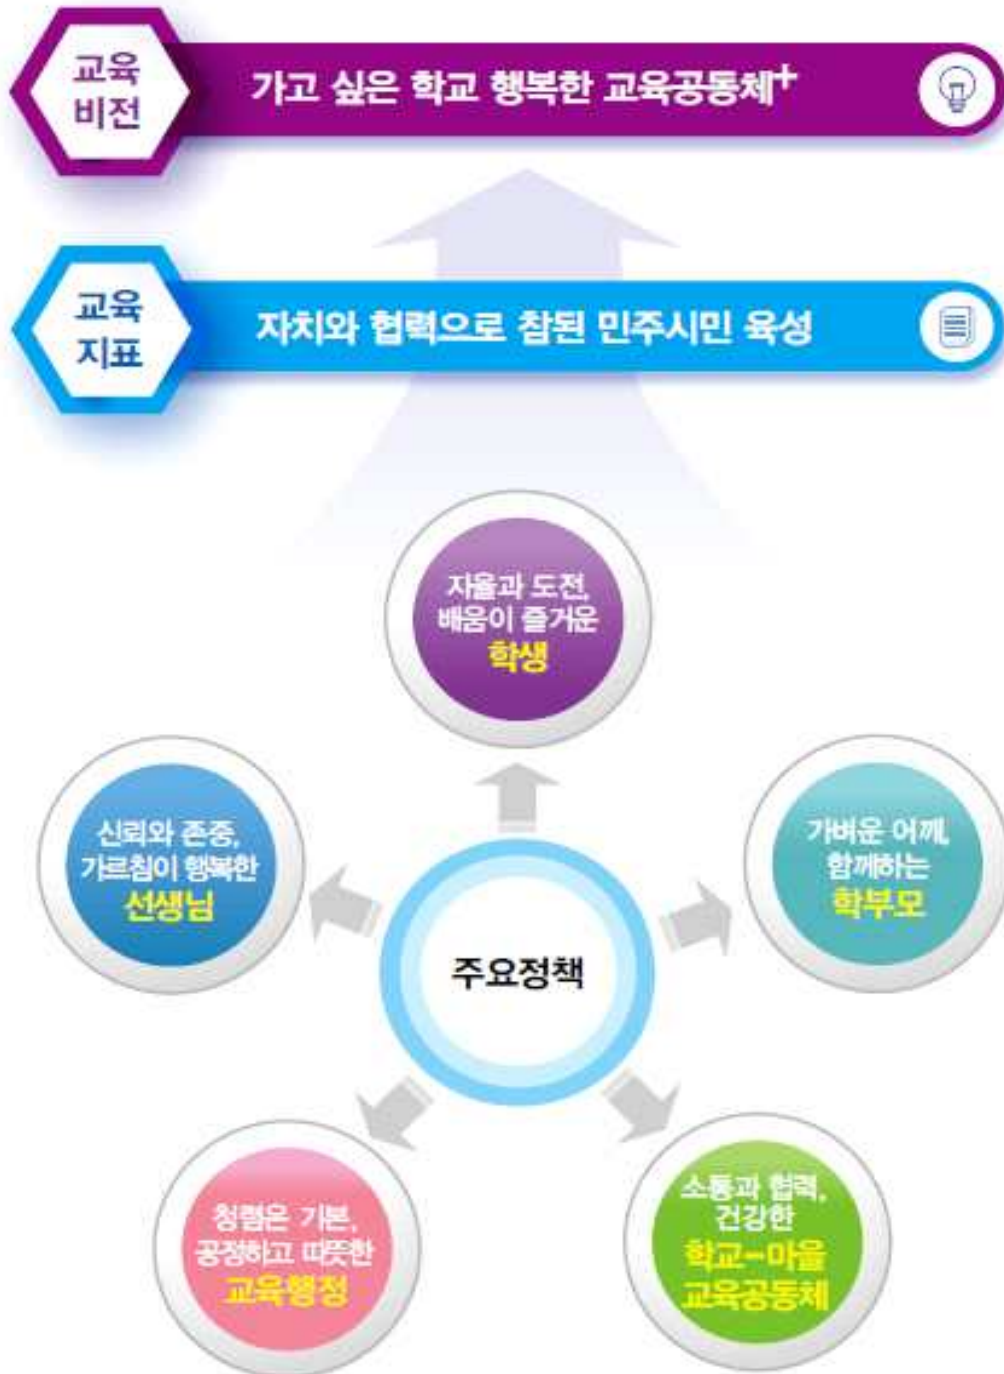 교육
비전
가고 싶은 학교 행복한 교육공동체+
교육
지표
자치와 협력으로 참된 민주시민 육성
자율과 도전,
배움이 즐거운
학생
신뢰와 존중,
가르침이 행복한
선생님
가벼운 어깨,
함께하는
학부모
주요정책
청렴은 기본,
공정하고 따뜻한
교육행정
소통과 협력,
건강한
학교-마을
교육공동체